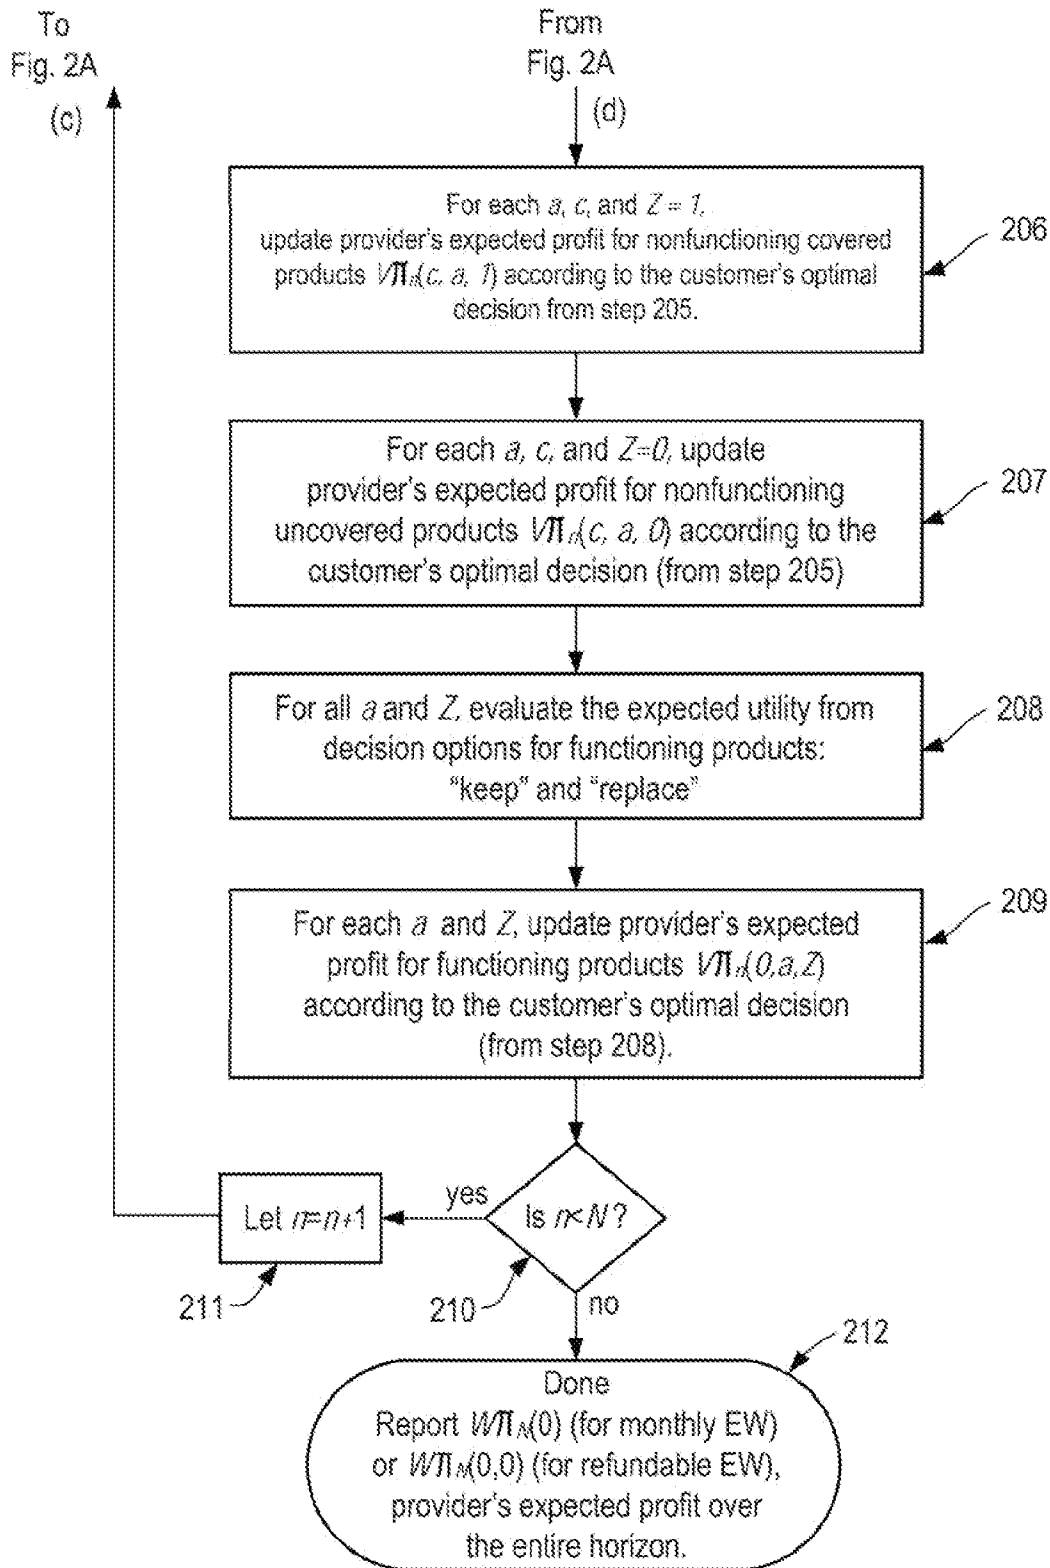 To
Fig. 2A
(c)
From
Fig. 2A
(d)
For each a, c, and Z = 1,
update provider's expected profit for nonfunctioning covered
products Vπn(c, a, 1) according to the customer's optimal
decision from step 205.
206
For each a, c, and Z=0, update
provider's expected profit for nonfunctioning
uncovered products Vπn(c, a, 0) according to the
customer's optimal decision (from step 205)
207
For all a and Z, evaluate the expected utility from
decision options for functioning products:
"keep" and "replace"
208
For each a and Z, update provider's expected
profit for functioning products Vπn(0,a,Z)
according to the customer's optimal decision
(from step 208).
209
Is n<N?
yes
210
no
Let n=n+1
211
212
Done
Report WπN(0) (for monthly EW)
or WπN(0,0) (for refundable EW),
provider's expected profit over
the entire horizon.